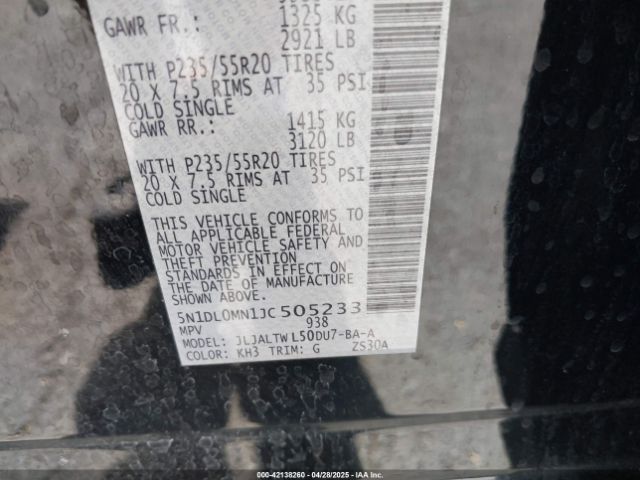 GAWR FR.: 1325 KG
2921 LB
WITH P235/55R20 TIRES
20 X 7.5 RIMS AT 35 PSI
COLD SINGLE
GAWR RR.: 1415 KG
3120 LB
WITH P235/55R20 TIRES
20 X 7.5 RIMS AT 35 PSI
COLD SINGLE
THIS VEHICLE CONFORMS TO
ALL APPLICABLE FEDERAL
MOTOR VEHICLE SAFETY AND
THEFT PREVENTION
STANDARDS IN EFFECT ON
THE DATE OF MANUFACTURE
SHOWN ABOVE.
5N1DL0MN1JC505233
MPV 938
MODEL: JLJALTWL50DU7-BA-A
COLOR: KH3 TRIM: G ZS30A
000-42138260 - 04/28/2025 - IAA Inc.